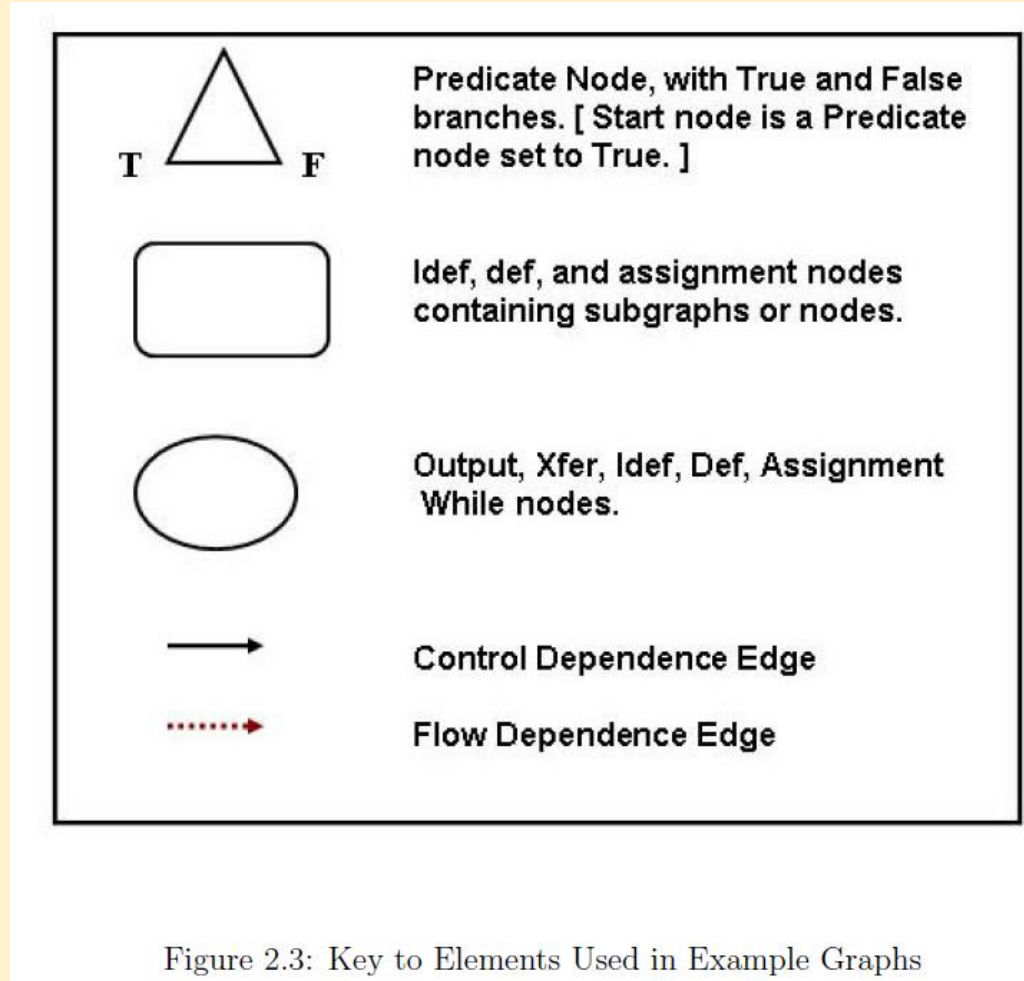 Predicate Node, with True and False
branches. [ Start node is a Predicate
node set to True. ]
T
F
Idef, def, and assignment nodes
containing subgraphs or nodes.
Output, Xfer, Idef, Def, Assignment
While nodes.
Control Dependence Edge
Flow Dependence Edge
Figure 2.3: Key to Elements Used in Example Graphs